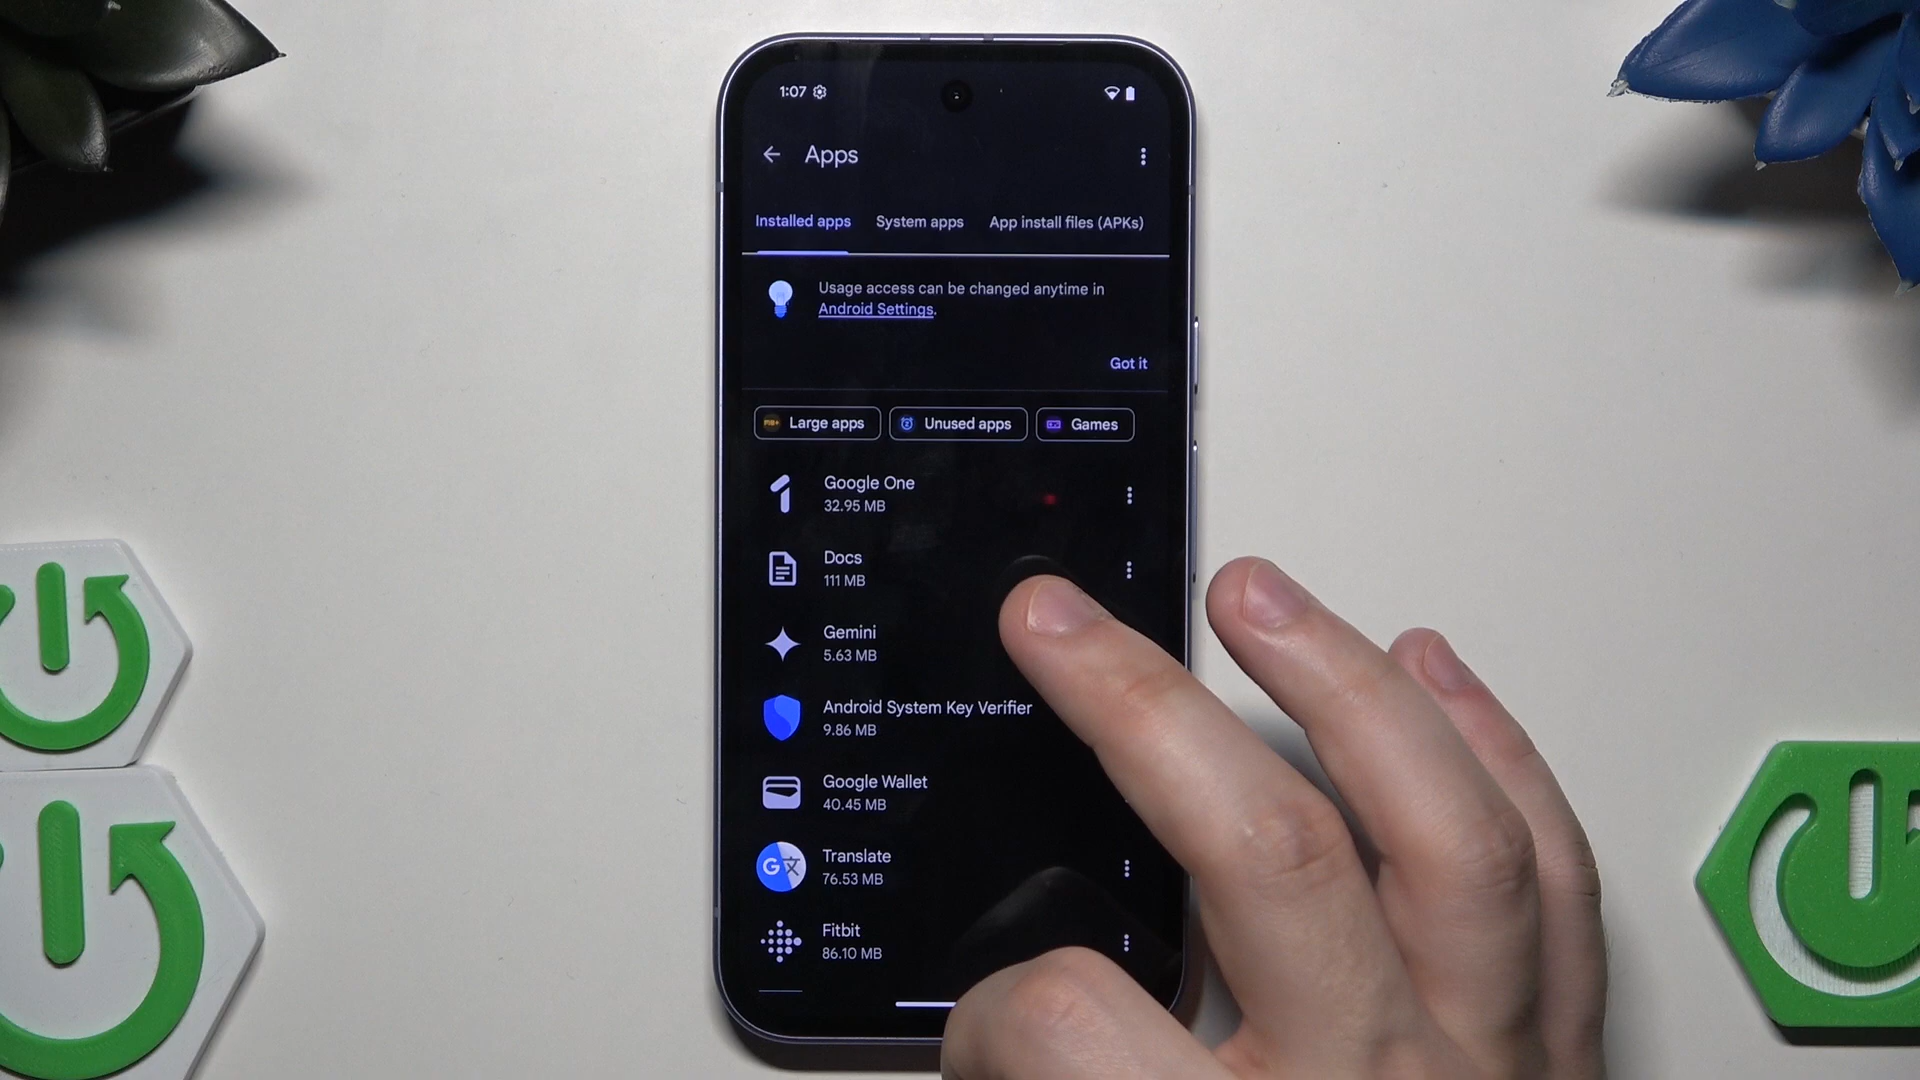 1:07
Apps
Installed apps System apps App install files (APKs)
Usage access can be changed anytime in
Android Settings.
Got it
Large apps Unused apps Games
Google One
32.95 MB
Docs
111 MB
Gemini
5.63 MB
Android System Key Verifier
9.86 MB
Google Wallet
40.45 MB
Translate
76.53 MB
Fitbit
86.10 MB